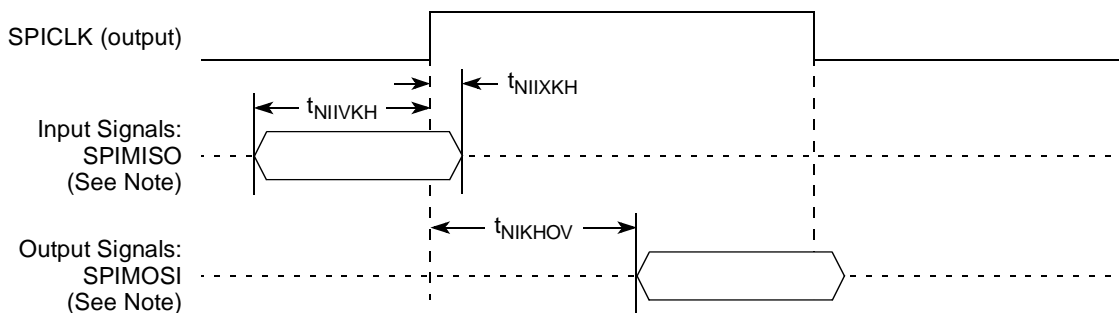 SPICLK (output)
tNIIXKH
tNIIVKH
Input Signals:
SPIMISO
(See Note)
tNIKHOV
Output Signals:
SPIMOSI
(See Note)